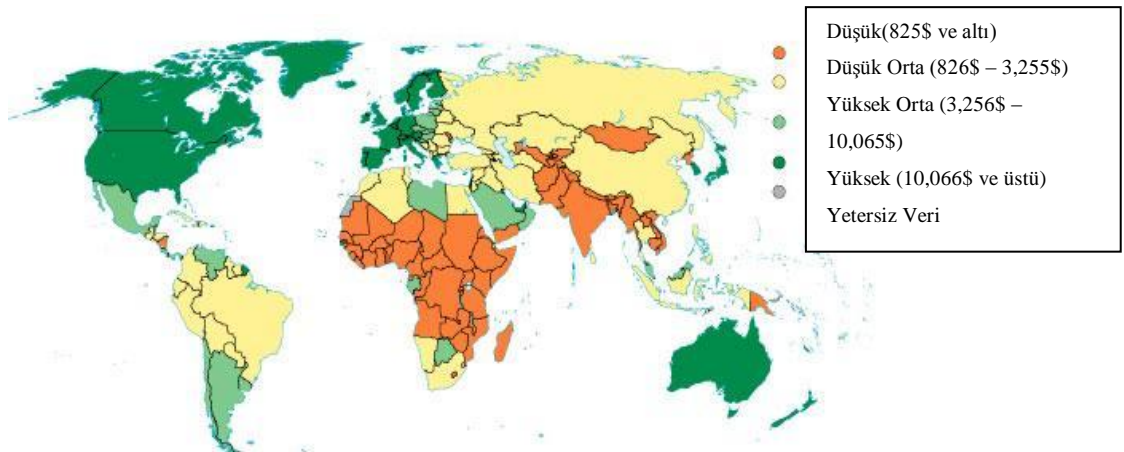 Düşük(825$ ve altı)
Düşük Orta (826$ – 3,255$)
Yüksek Orta (3,256$ –
10,065$)
Yüksek (10,066$ ve üstü)
Yetersiz Veri